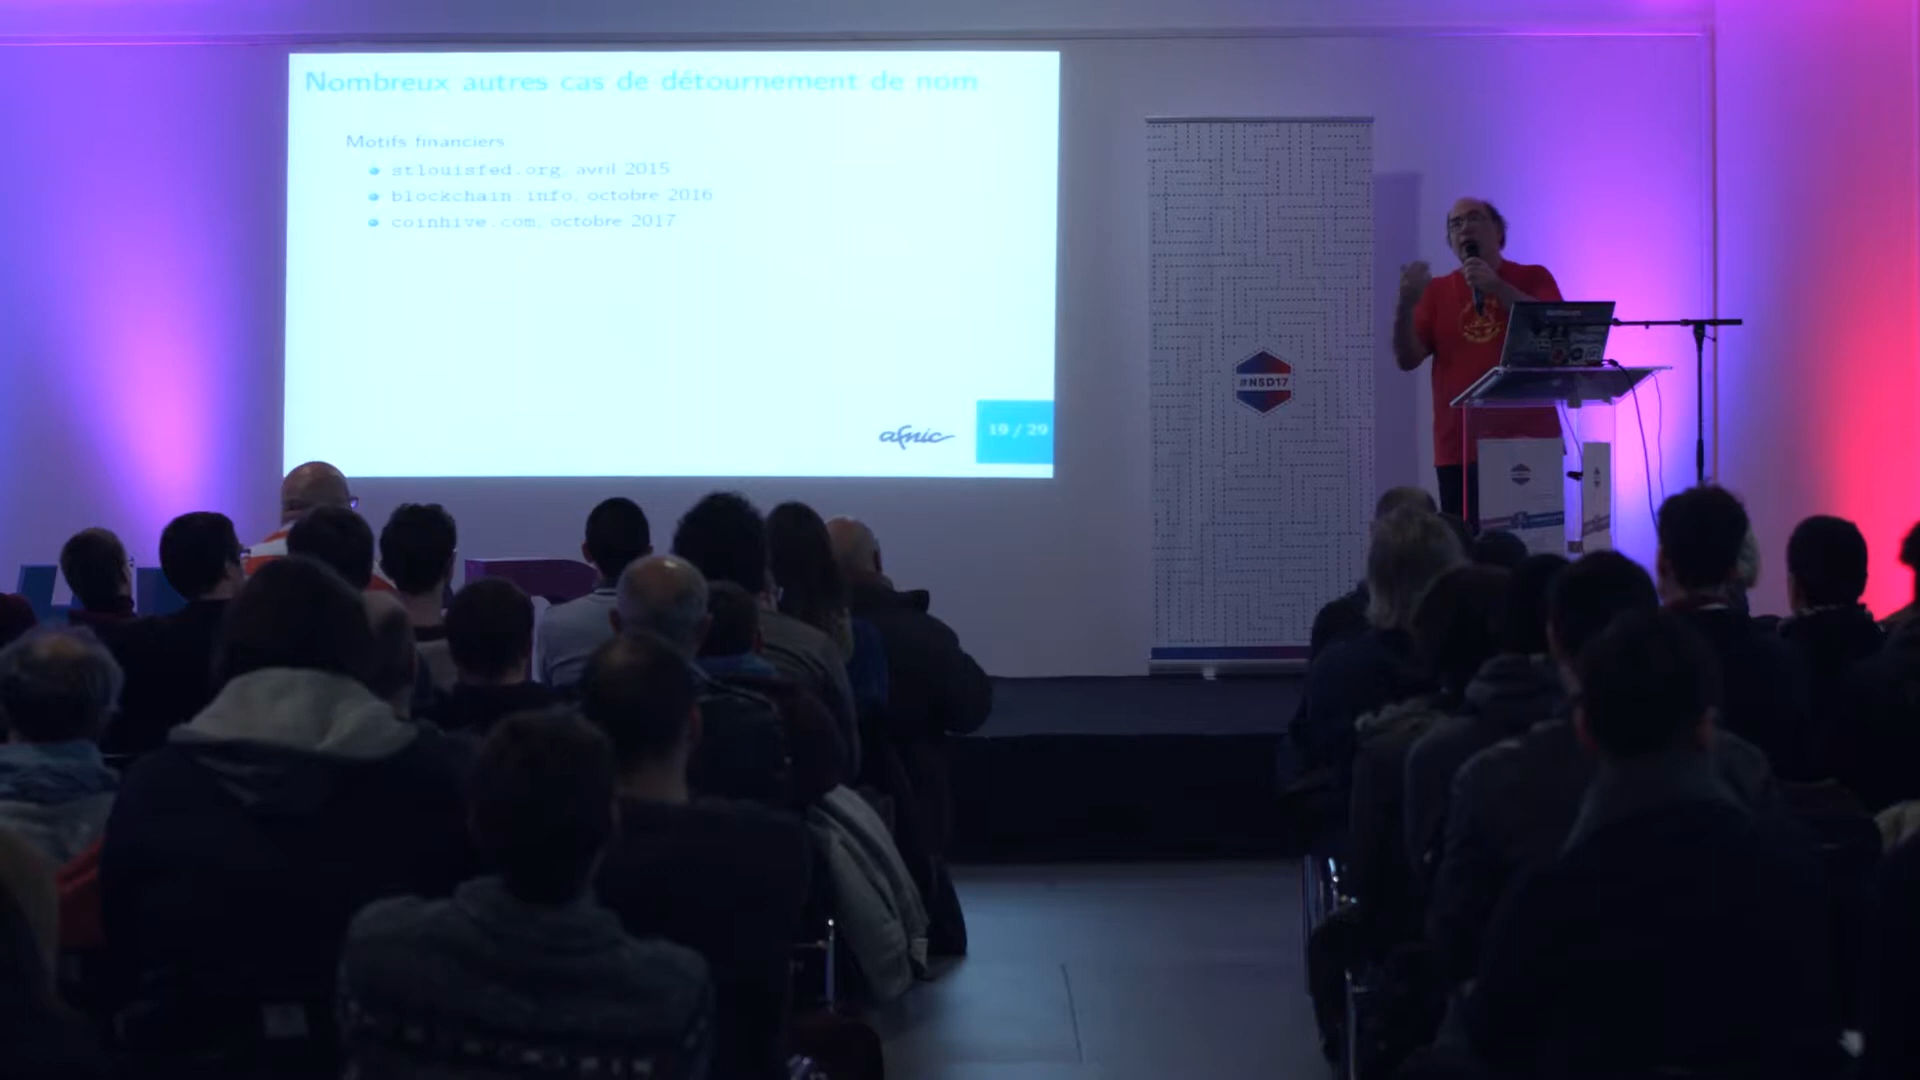 Nombreux autres cas de détournement de nom
Motifs financiers
stlouisfed.org, avril 2015
blockchain.info, octobre 2016
coinhive.com, octobre 2017
afnic
19 / 29
#NSD17